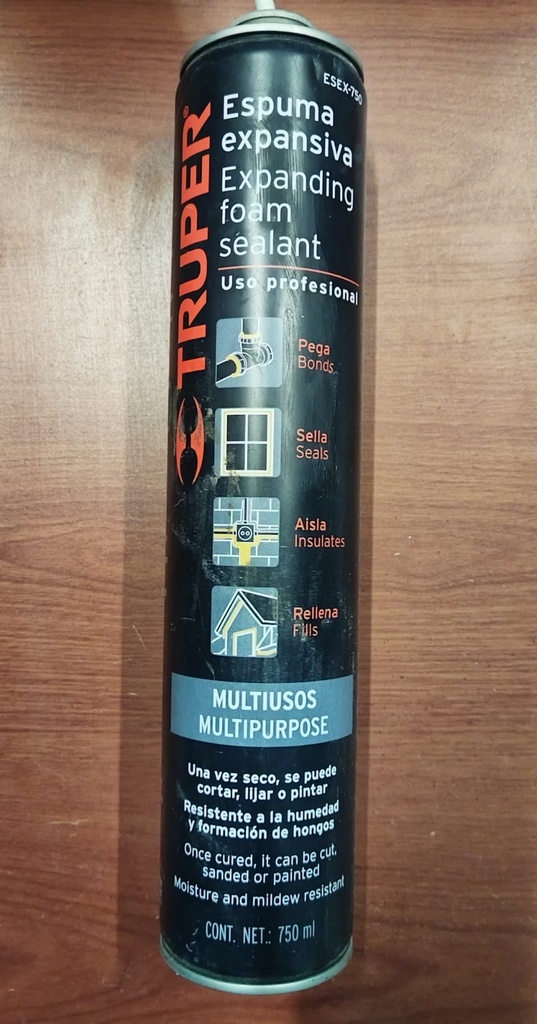 ESEX-750
TRUPER®
Espuma
expansiva
Expanding
foam
sealant
Uso profesional
Pega
Bonds
Sella
Seals
Aisla
Insulates
Rellena
Fills
MULTIUSOS
MULTIPURPOSE
Una vez seco, se puede
cortar, lijar o pintar
Resistente a la humedad
y formación de hongos
Once cured, it can be cut,
sanded or painted
Moisture and mildew resistant
CONT. NET.: 750 ml